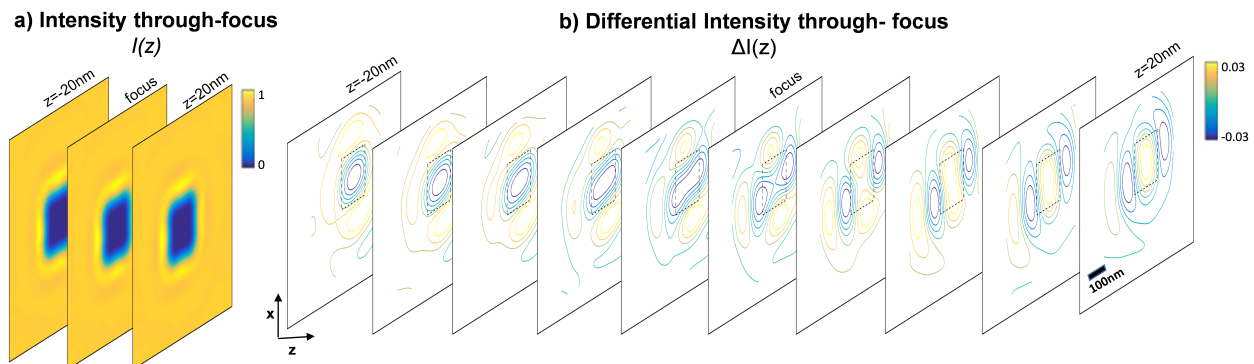 a) Intensity through-focus
I(z)
b) Differential Intensity through- focus
ΔI(z)
z=-20nm
focus
z=20nm
1
0
z=-20nm
focus
z=20nm
0.03
-0.03
x
z
100nm